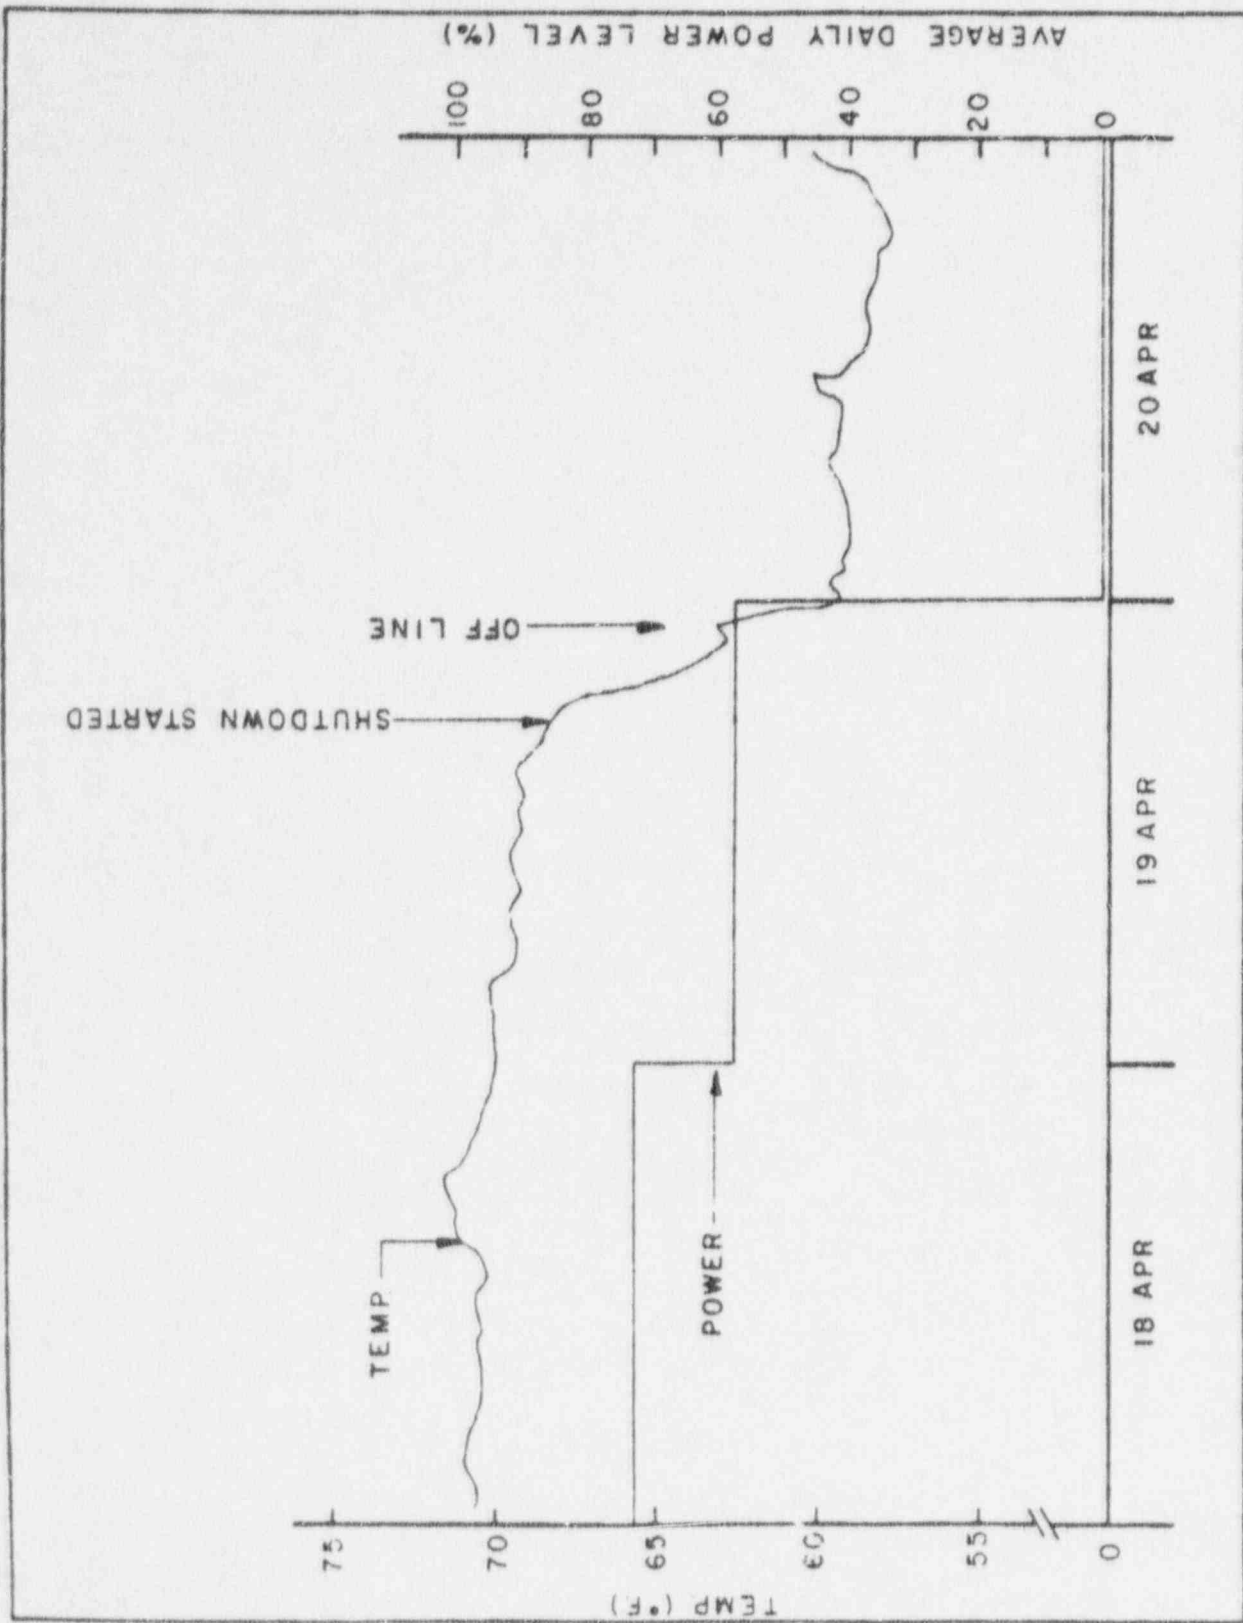 TEMP (°F)
75
70
65
60
55
0
TEMP
POWER
SHUTDOWN STARTED
OFF LINE
18 APR
19 APR
20 APR
AVERAGE DAILY POWER LEVEL (%)
100
80
60
40
20
0